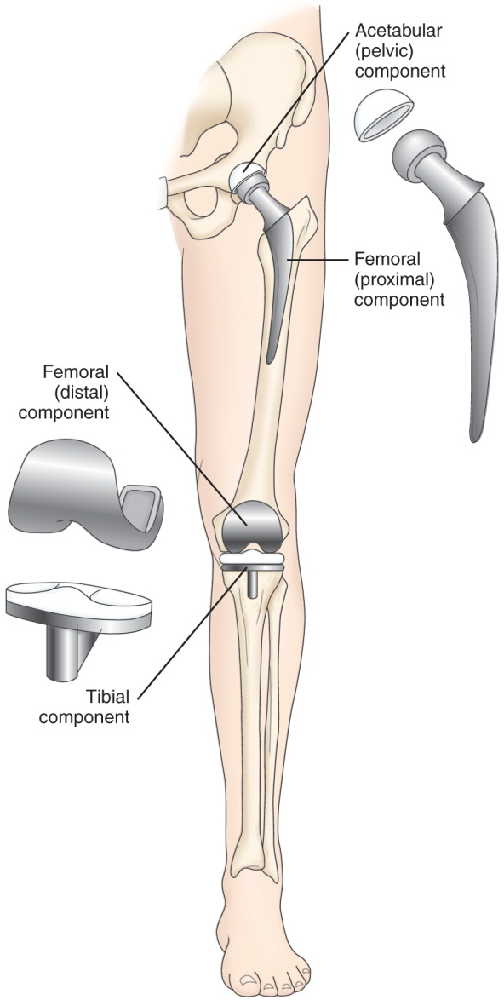 Acetabular
(pelvic)
component
Femoral
(proximal)
component
Femoral
(distal)
component
Tibial
component